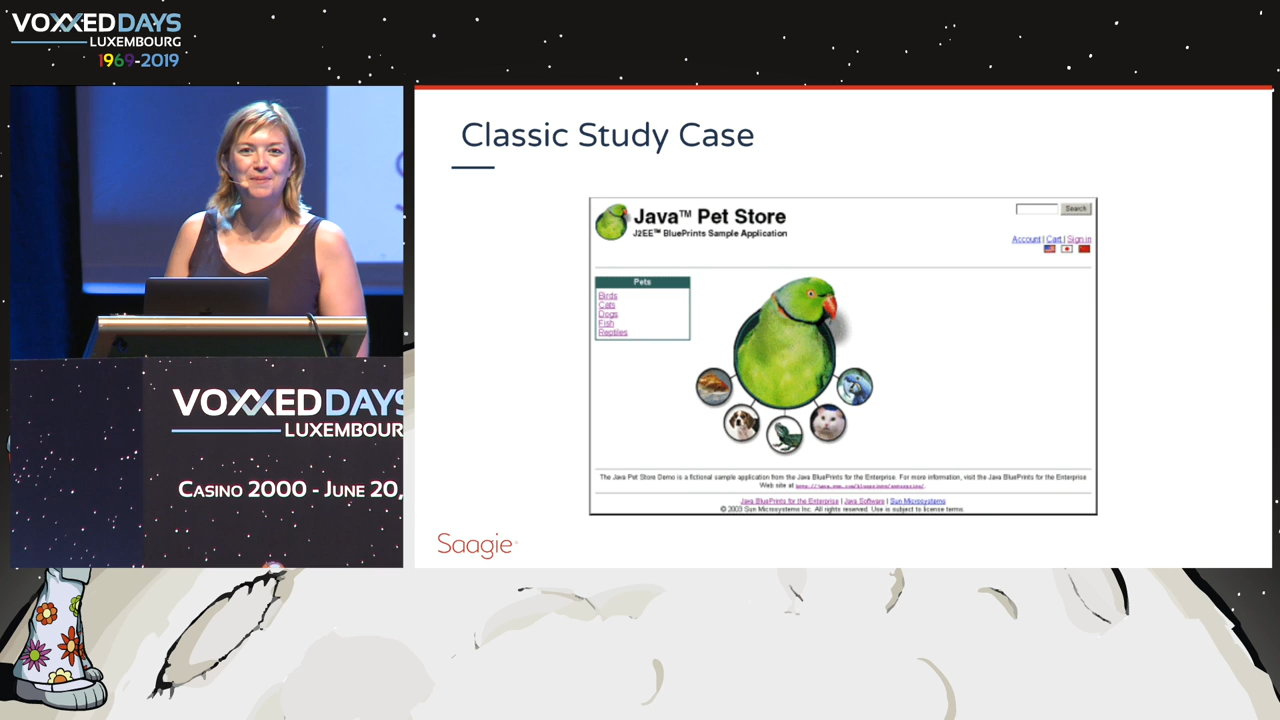 VOXXED DAYS
LUXEMBOURG
1969-2019
Classic Study Case
Java™ Pet Store
J2EE™ BluePrints Sample Application
Search
Account | Cart | Sign in
Pets
Birds
Cats
Dogs
Fish
Reptiles
The Java Pet Store Demo is a fictional sample application from the Java BluePrints for the Enterprise. For more information, visit the Java BluePrints for the Enterprise
Web site at
Java BluePrints for the Enterprise | Java Software | Sun Microsystems
© 2003 Sun Microsystems Inc. All rights reserved. Use is subject to license terms.
VOXXED DAYS
LUXEMBOUR
CASINO 2000 - JUNE 20,
Saagie